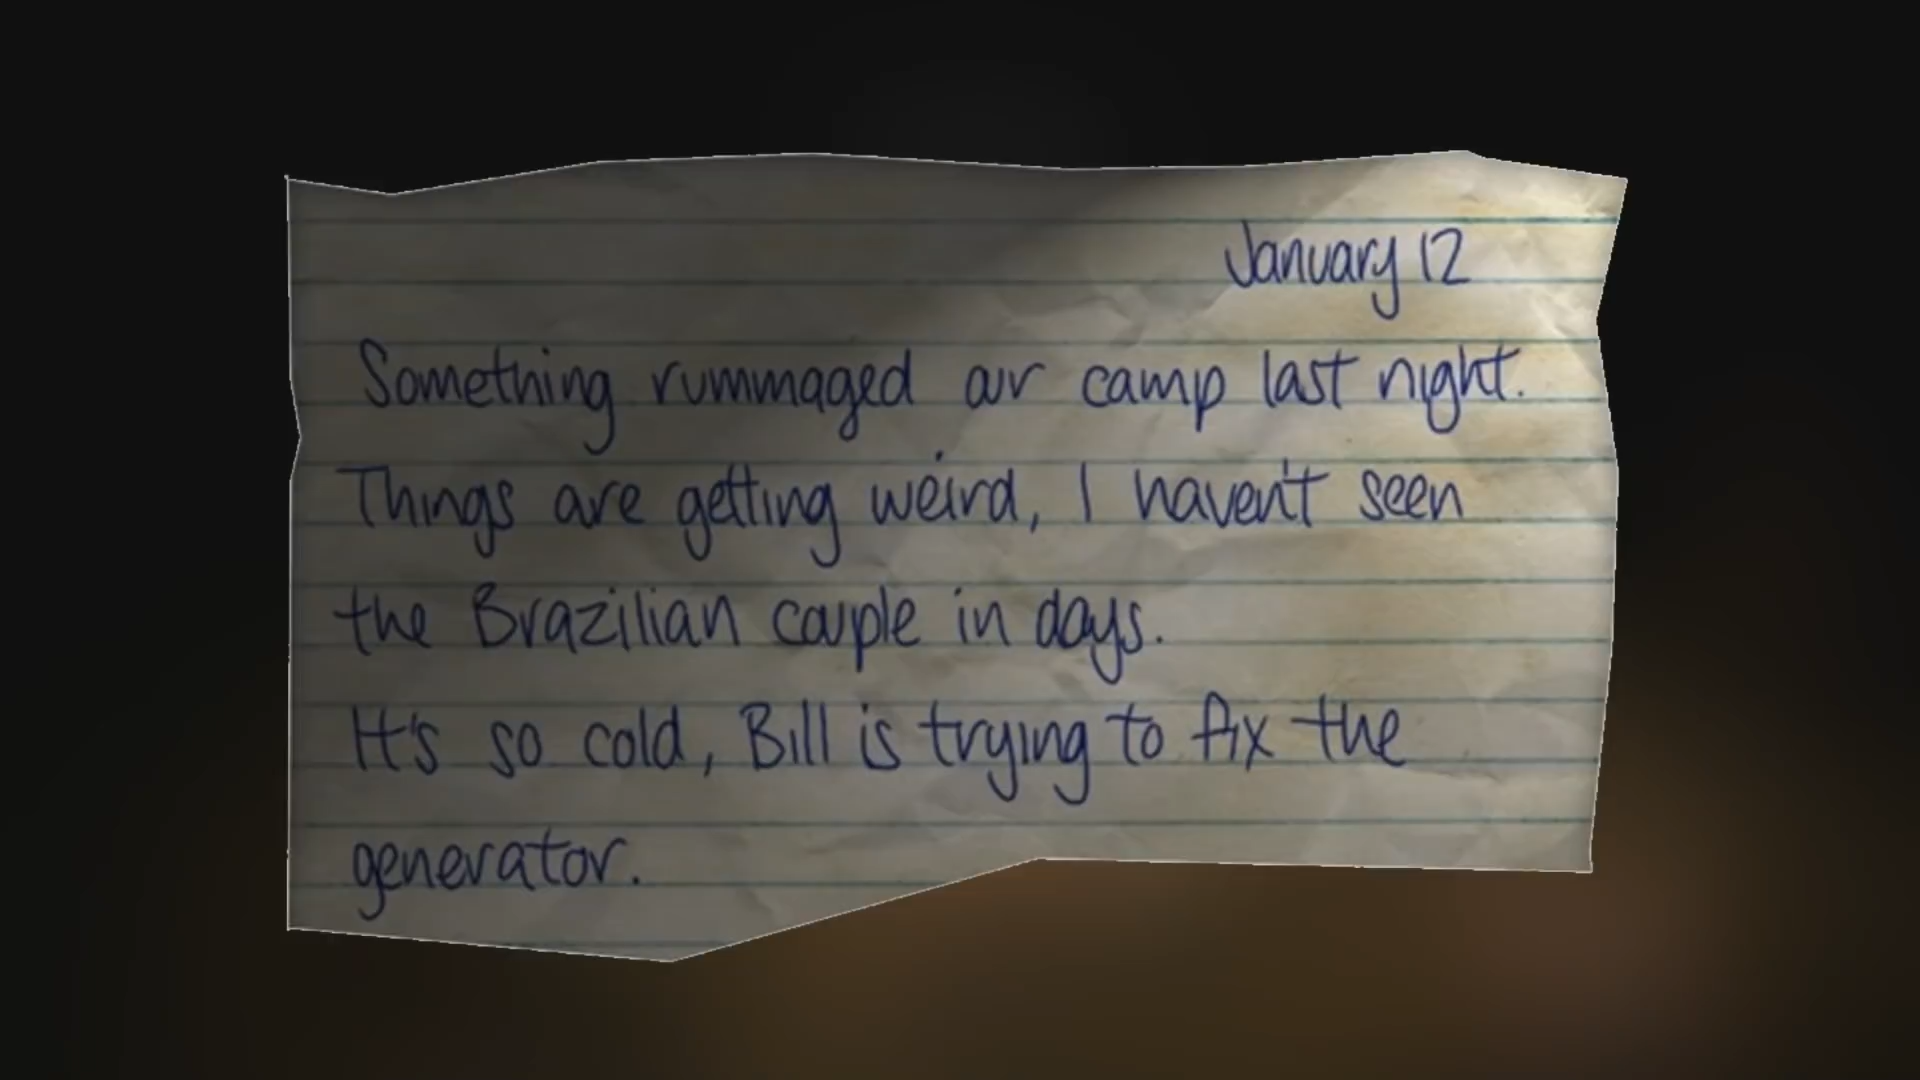 January 12
Something rummaged our camp last night.
Things are getting weird, I haven't seen
the Brazilian couple in days.
It's so cold, Bill is trying to fix the
generator.